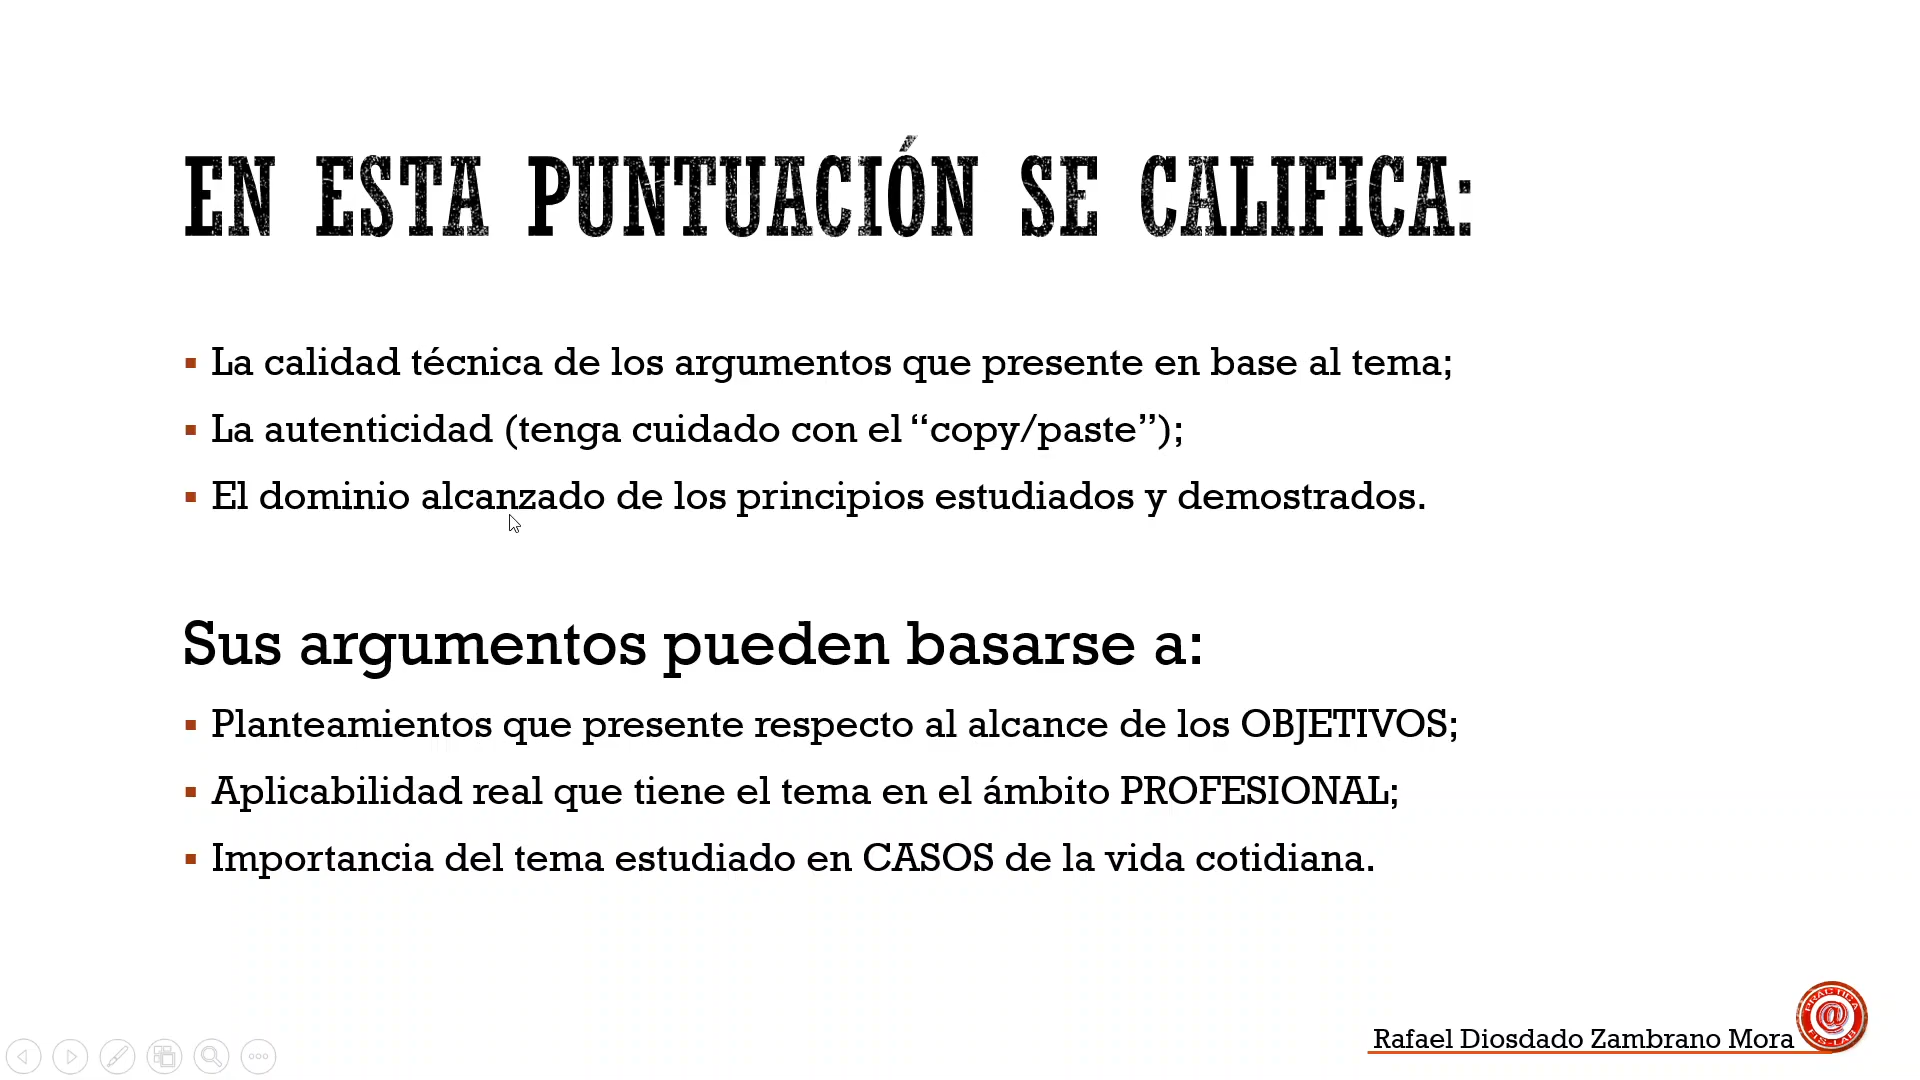 EN ESTA PUNTUACIÓN SE CALIFICA:
▪ La calidad técnica de los argumentos que presente en base al tema;
▪ La autenticidad (tenga cuidado con el “copy/paste”);
▪ El dominio alcanzado de los principios estudiados y demostrados.
Sus argumentos pueden basarse a:
▪ Planteamientos que presente respecto al alcance de los OBJETIVOS;
▪ Aplicabilidad real que tiene el tema en el ámbito PROFESIONAL;
▪ Importancia del tema estudiado en CASOS de la vida cotidiana.
Rafael Diosdado Zambrano Mora
PRÁCTICA
@
FIS-LAB